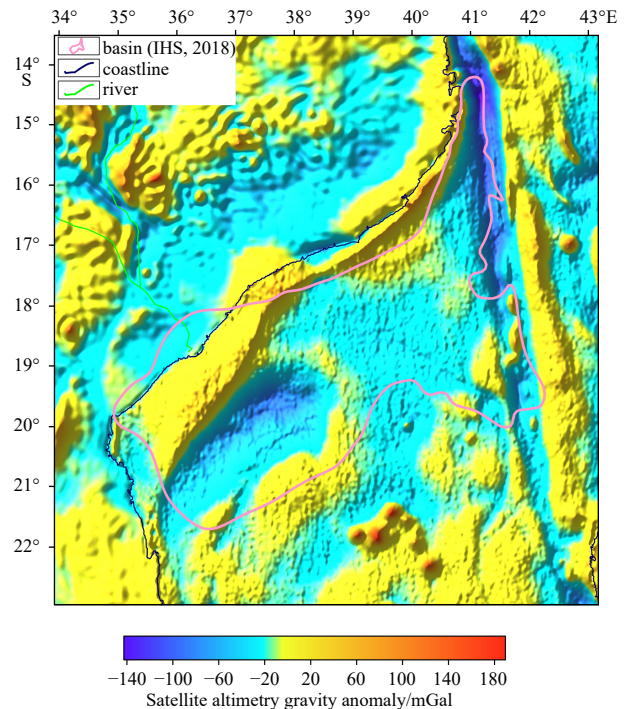 34° 35° 36° 37° 38° 39° 40° 41° 42° 43°E
14°
S
basin (IHS, 2018)
coastline
river
15°
16°
17°
18°
19°
20°
21°
22°
−140 −100 −60 −20 20 60 100 140 180
Satellite altimetry gravity anomaly/mGal